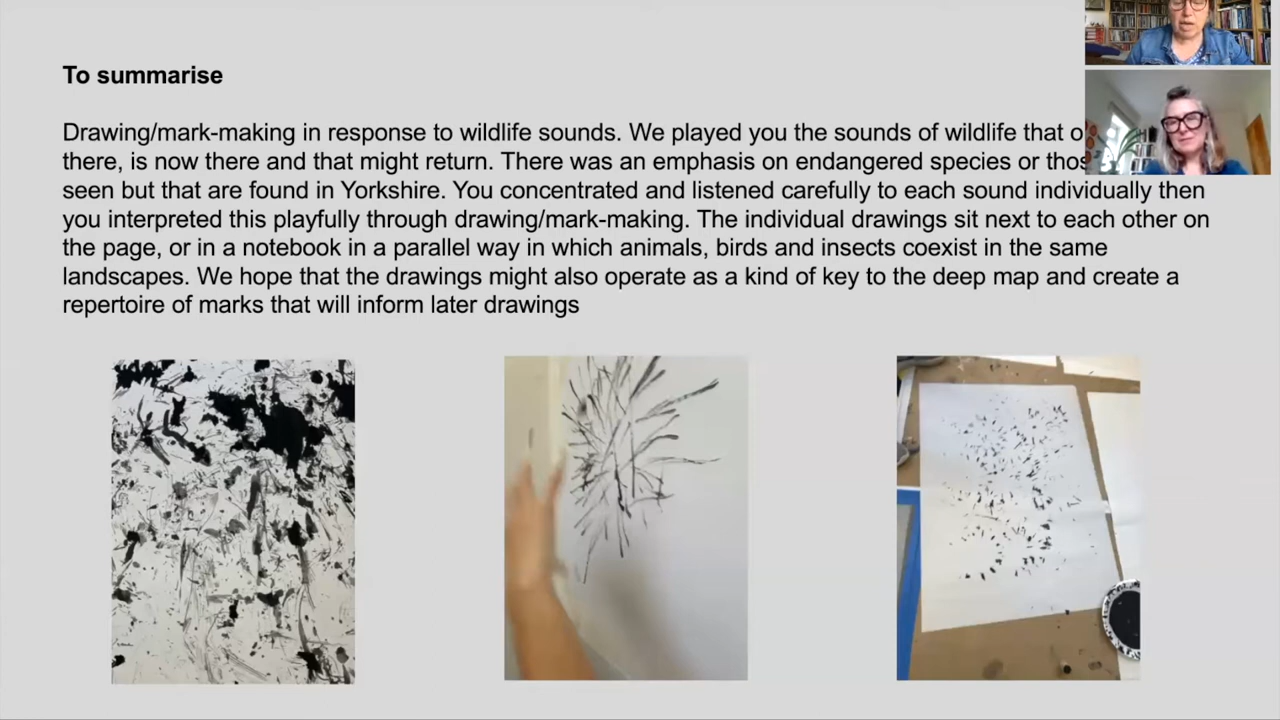 To summarise
Drawing/mark-making in response to wildlife sounds. We played you the sounds of wildlife that
there, is now there and that might return. There was an emphasis on endangered species or
seen but that are found in Yorkshire. You concentrated and listened carefully to each sound individually then
you interpreted this playfully through drawing/mark-making. The individual drawings sit next to each other on
the page, or in a notebook in a parallel way in which animals, birds and insects coexist in the same
landscapes. We hope that the drawings might also operate as a kind of key to the deep map and create a
repertoire of marks that will inform later drawings